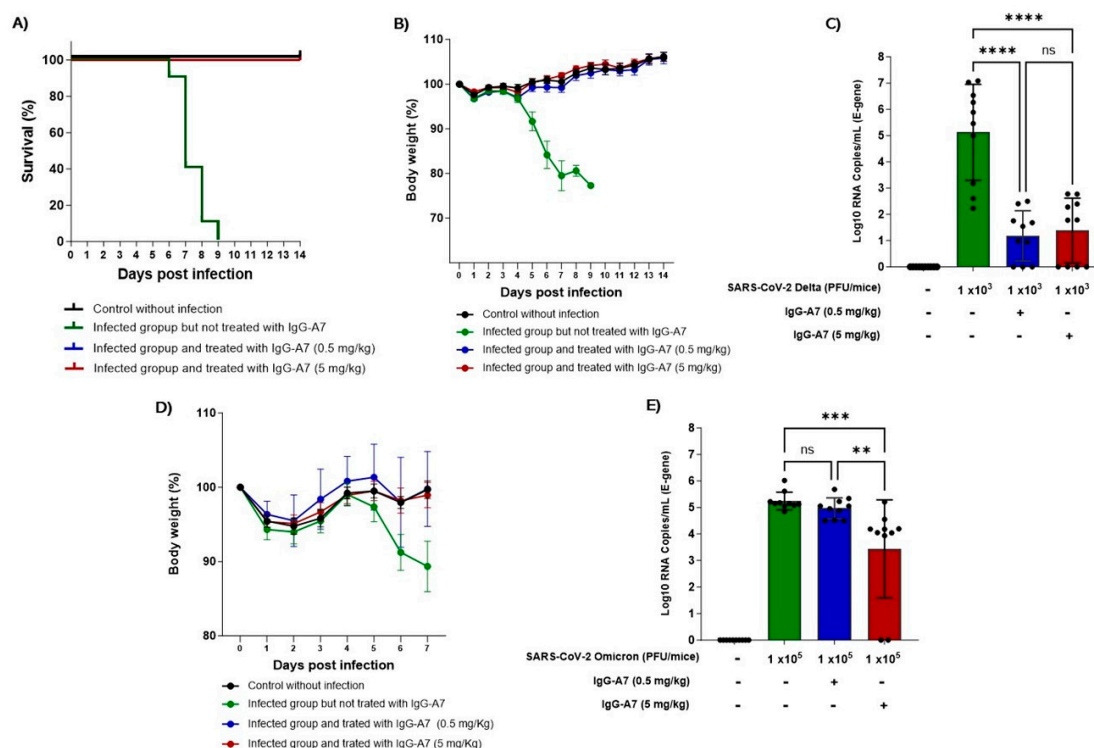 A)
Survival (%)
100
80
60
40
20
0
0 1 2 3 4 5 6 7 8 9 10 11 12 13 14
Days post infection
Control without infection
Infected gropup but not treated with IgG-A7
Infected gropup and treated with IgG-A7 (0.5 mg/kg)
Infected gropup and treated with IgG-A7 (5 mg/kg)
B)
Body weight (%)
110
100
90
80
70
0 1 2 3 4 5 6 7 8 9 10 11 12 13 14
Days post infection
Control without infection
Infected group but not treated with IgG-A7
Infected group and treated with IgG-A7 (0.5 mg/kg)
Infected group and treated with IgG-A7 (5 mg/kg)
C)
****
**** ns
Log10 RNA Copies/mL (E-gene)
8
7
6
5
4
3
2
1
0
SARS-CoV-2 Delta (PFU/mice) - 1 x10³ 1 x10³ 1 x10³
IgG-A7 (0.5 mg/kg) - - + -
IgG-A7 (5 mg/kg) - - - +
D)
Body weight (%)
110
100
90
80
0 1 2 3 4 5 6 7
Days post infection
Control without infection
Infected group but not trated with IgG-A7
Infected group and trated with IgG-A7 (0.5 mg/Kg)
Infected group and trated with IgG-A7 (5 mg/Kg)
E)
***
ns **
Log10 RNA Copies/mL (E-gene)
8
7
6
5
4
3
2
1
0
SARS-CoV-2 Omicron (PFU/mice) - 1 x10⁵ 1 x10⁵ 1 x10⁵
IgG-A7 (0.5 mg/kg) - - + -
IgG-A7 (5 mg/kg) - - - +